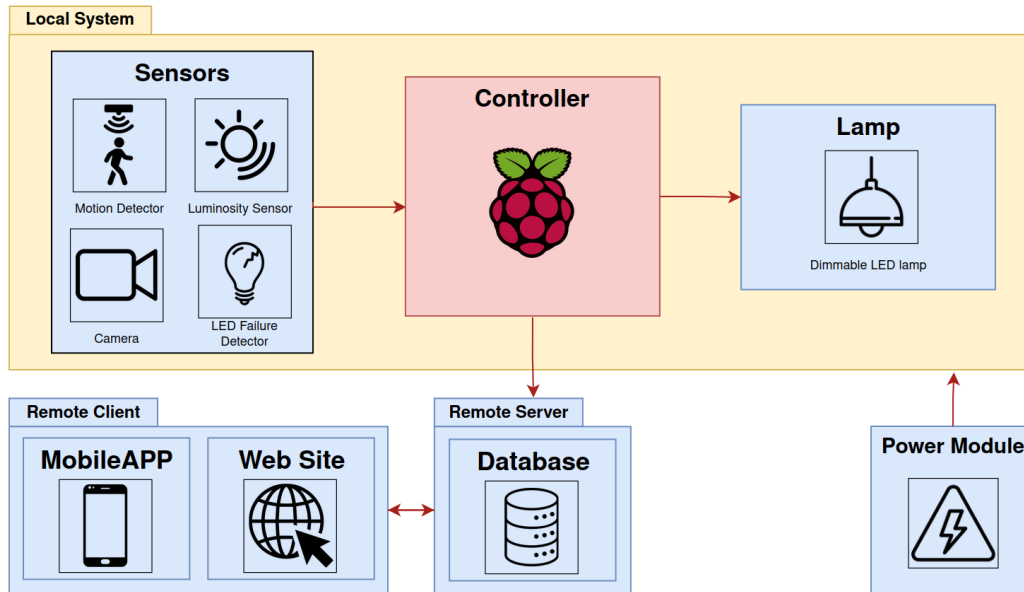 Local System
Sensors
Motion Detector
Luminosity Sensor
Camera
LED Failure
Detector
Controller
Lamp
Dimmable LED lamp
Remote Client
MobileAPP
Web Site
Remote Server
Database
Power Module